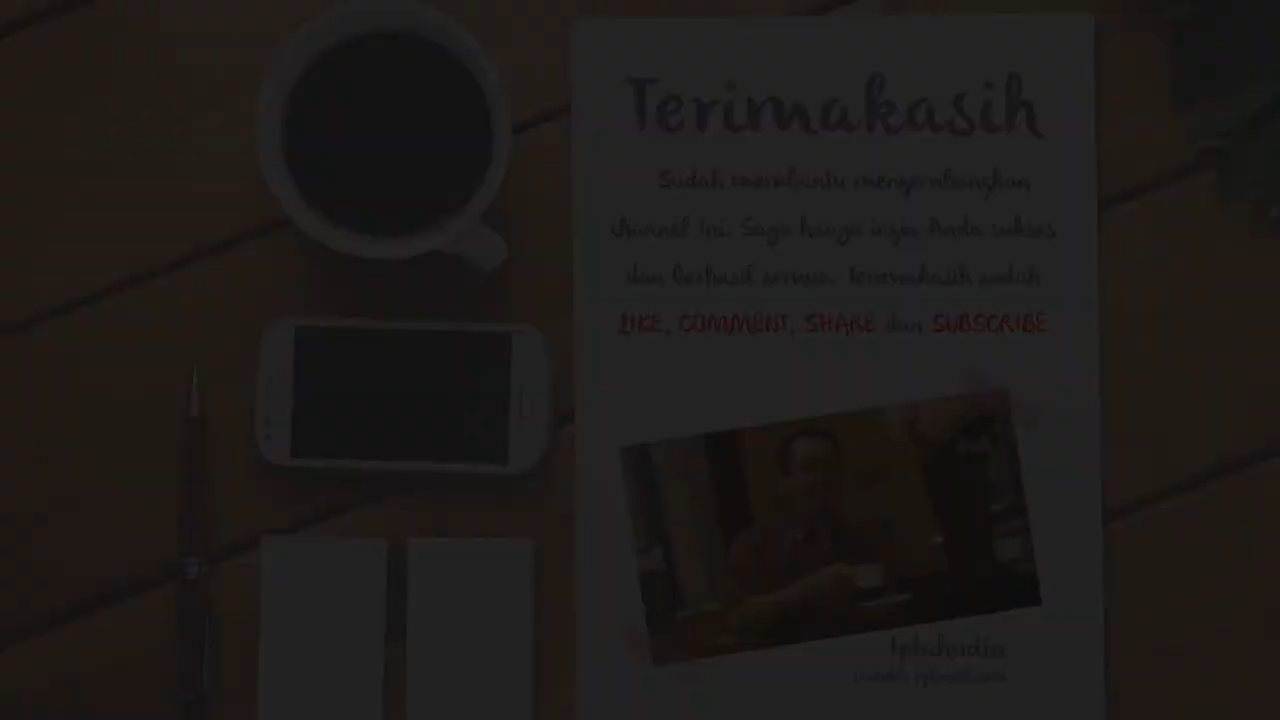 Terimakasih
Sudah membantu mengembangkan
channel Ini. Saya hanya ingin Anda sukses
dan berhasil semua. Terimakasih sudah
LIKE, COMMENT, SHARE dan SUBSCRIBE